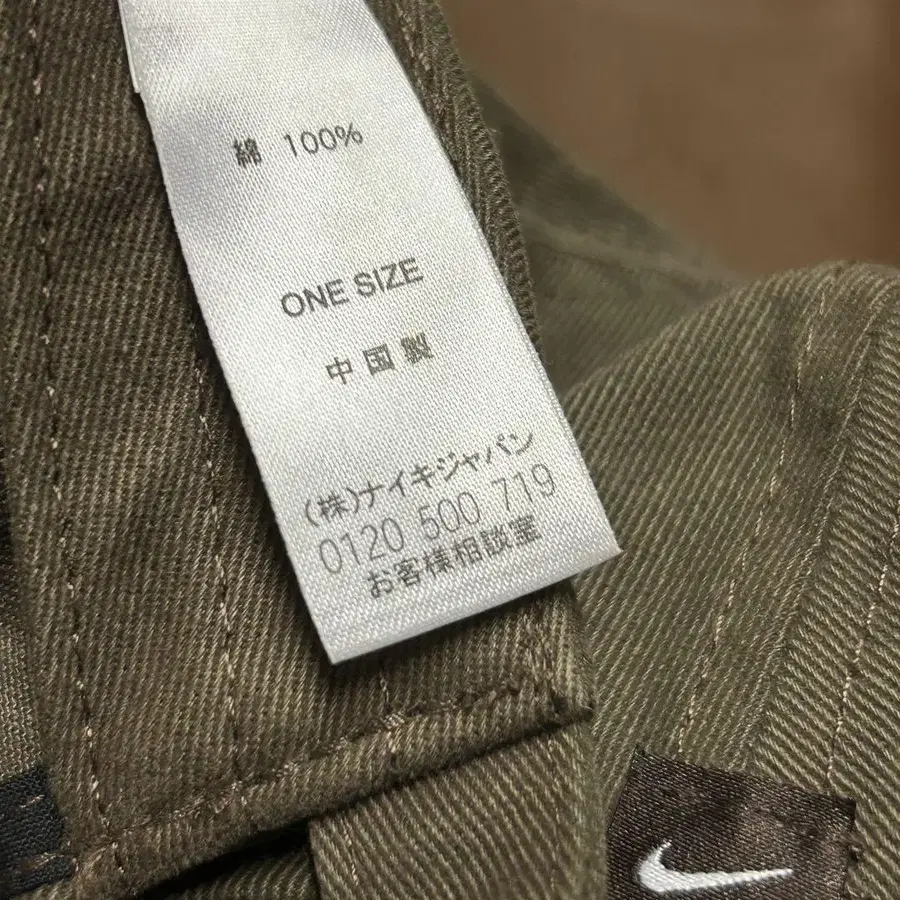 綿 100%
ONE SIZE
中国製
(株)ナイキジャパン
0120 500 719
お客様相談室